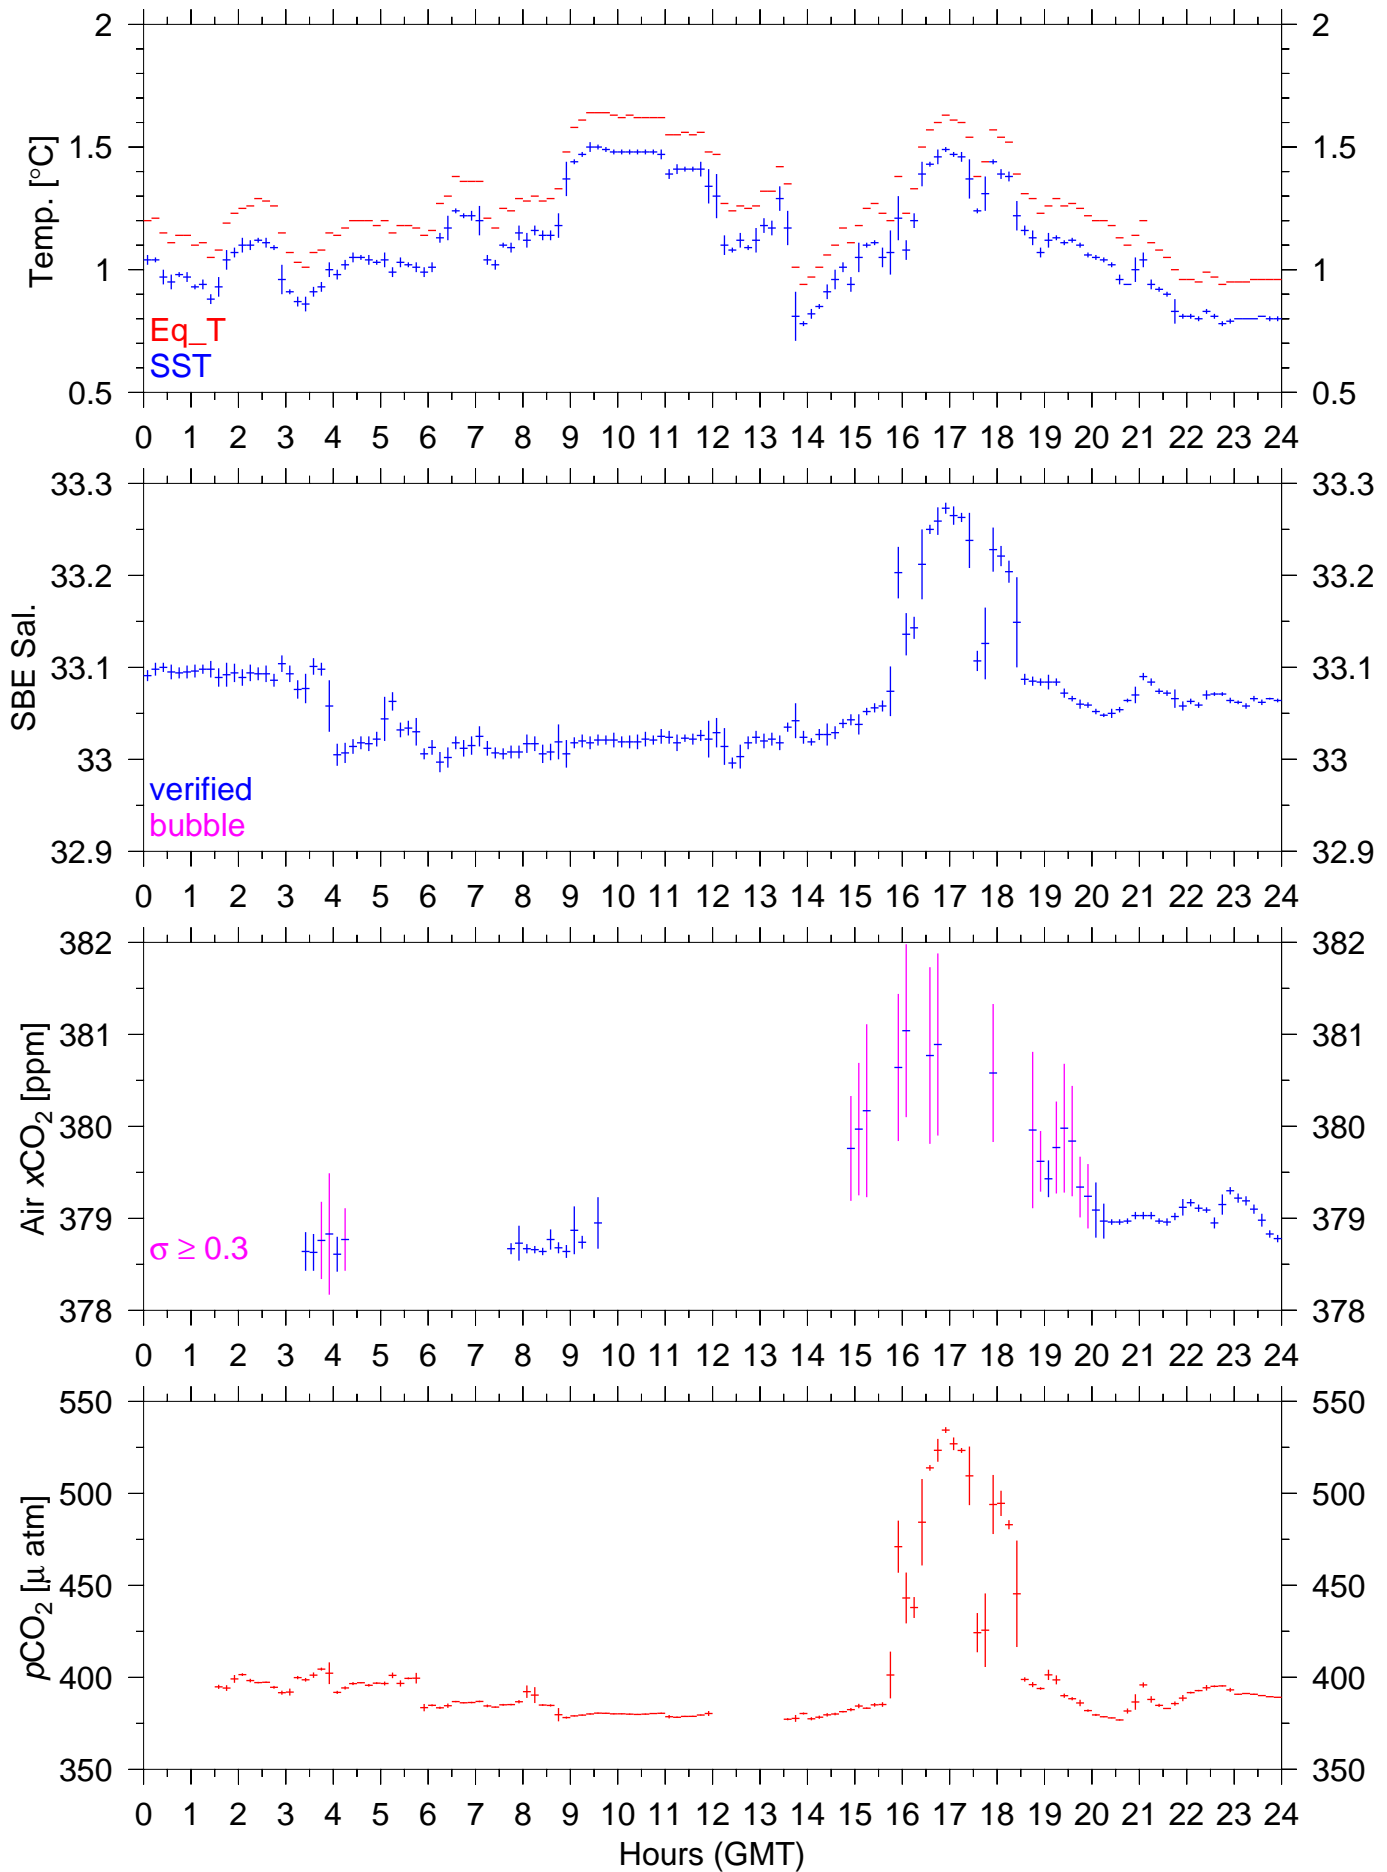 2 2
1.5 1.5
1 1
0.5 0.5
Temp. [°C]
Eq_T
SST
0 1 2 3 4 5 6 7 8 9 10 11 12 13 14 15 16 17 18 19 20 21 22 23 24
33.3 33.3
33.2 33.2
33.1 33.1
33 33
32.9 32.9
SBE Sal.
verified
bubble
0 1 2 3 4 5 6 7 8 9 10 11 12 13 14 15 16 17 18 19 20 21 22 23 24
382 382
381 381
380 380
379 379
378 378
Air xCO₂ [ppm]
σ ≥ 0.3
0 1 2 3 4 5 6 7 8 9 10 11 12 13 14 15 16 17 18 19 20 21 22 23 24
550 550
500 500
450 450
400 400
350 350
pCO₂ [μ atm]
0 1 2 3 4 5 6 7 8 9 10 11 12 13 14 15 16 17 18 19 20 21 22 23 24
Hours (GMT)